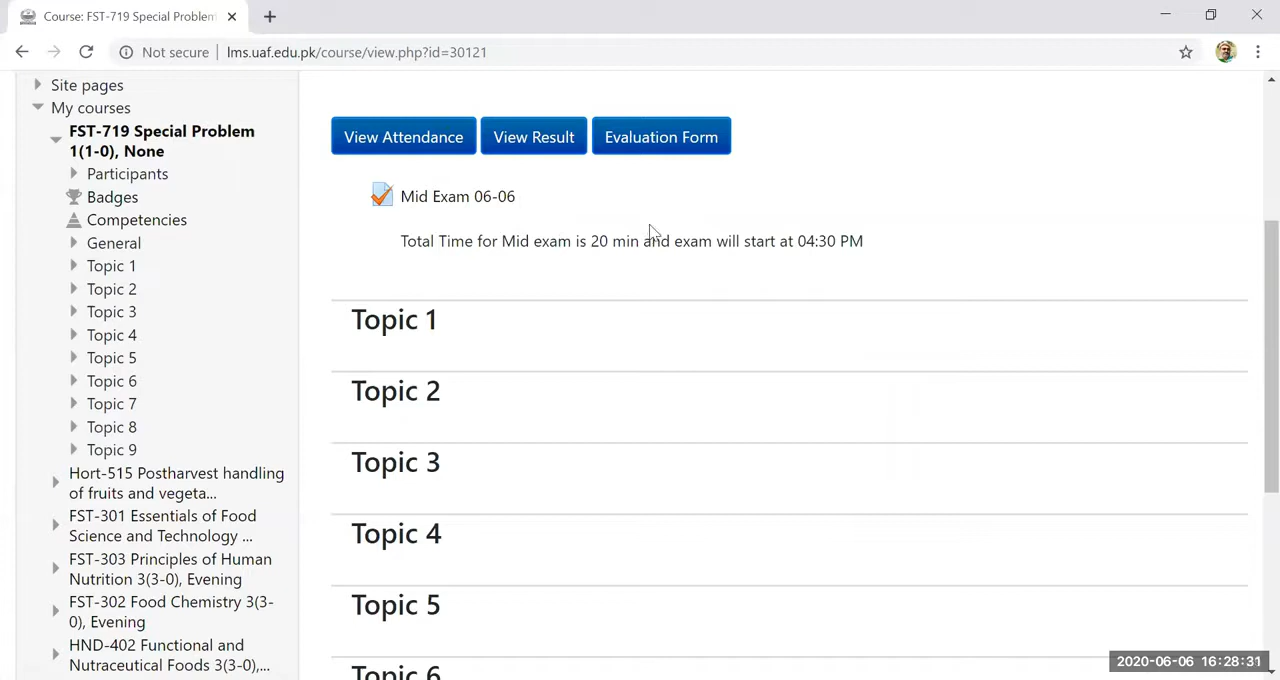 Course: FST-719 Special Problem
Not secure
lms.uaf.edu.pk/course/view.php?id=30121
Site pages
My courses
FST-719 Special Problem
1(1-0), None
Participants
Badges
Competencies
General
Topic 1
Topic 2
Topic 3
Topic 4
Topic 5
Topic 6
Topic 7
Topic 8
Topic 9
Hort-515 Postharvest handling
of fruits and vegeta...
FST-301 Essentials of Food
Science and Technology ...
FST-303 Principles of Human
Nutrition 3(3-0), Evening
FST-302 Food Chemistry 3(3-
0), Evening
HND-402 Functional and
Nutraceutical Foods 3(3-0),...
View Attendance
View Result
Evaluation Form
Mid Exam 06-06
Total Time for Mid exam is 20 min and exam will start at 04:30 PM
Topic 1
Topic 2
Topic 3
Topic 4
Topic 5
Topic 6
2020-06-06 16:28:31